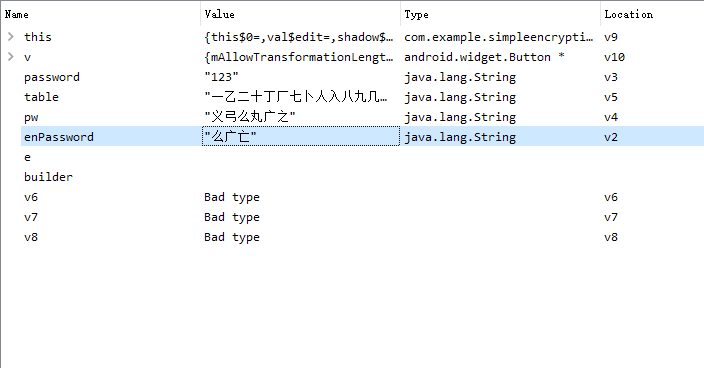 Name Value Type Location
this {this$0=,val$edit=,shadow$… com.example.simpleencrypti… v9
v {mAllowTransformationLengt… android.widget.Button * v10
password "123" java.lang.String v3
table "一乙二十丁厂七卜人入八九几… java.lang.String v5
pw "义弓么丸广之" java.lang.String v4
enPassword "么广亡" java.lang.String v2
e
builder
v6 Bad type v6
v7 Bad type v7
v8 Bad type v8